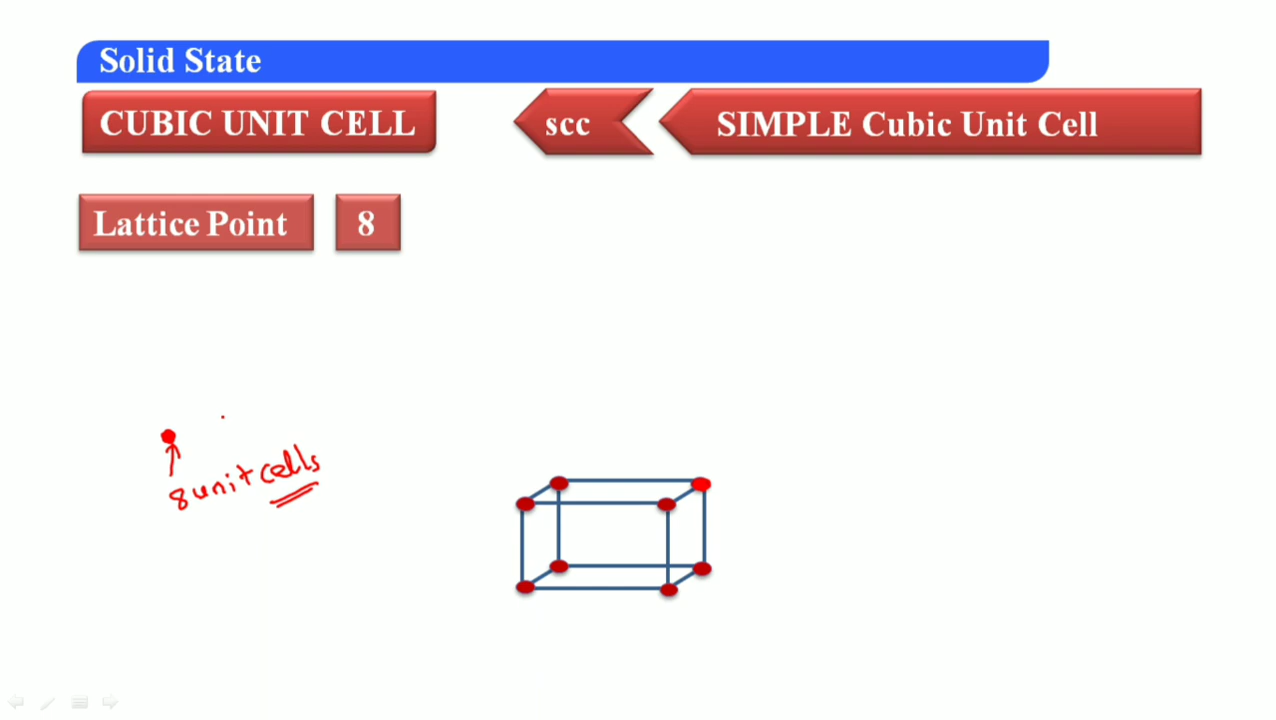 Solid State
CUBIC UNIT CELL scc SIMPLE Cubic Unit Cell
Lattice Point 8
8 unit cells